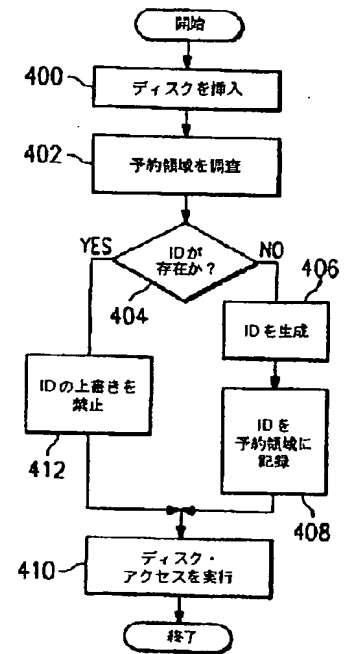 開始
400
ディスクを挿入
402
予約領域を調査
YES
IDが
存在か?
NO
404
406
IDを生成
IDの上書きを
禁止
412
IDを
予約領域に
記録
408
410
ディスク・
アクセスを実行
終了